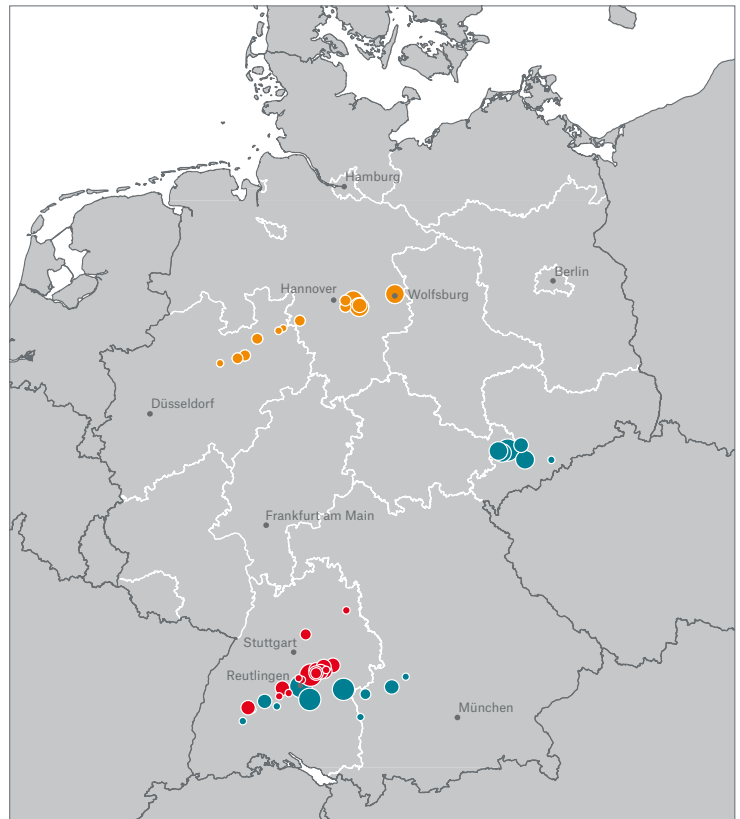 Hamburg
Berlin
Hannover
Wolfsburg
Düsseldorf
Frankfurt am Main
Stuttgart
Reutlingen
München